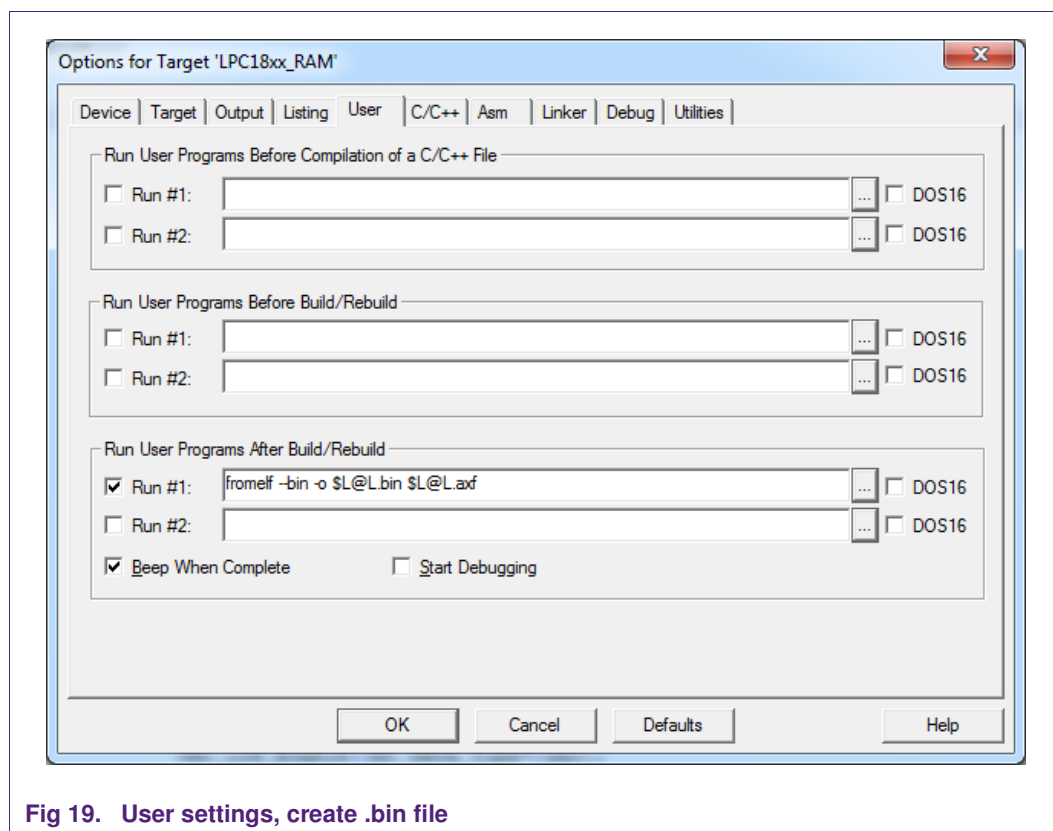 Options for Target 'LPC18xx_RAM'
Device Target Output Listing User C/C++ Asm Linker Debug Utilities
Run User Programs Before Compilation of a C/C++ File
Run #1: ... DOS16
Run #2: ... DOS16
Run User Programs Before Build/Rebuild
Run #1: ... DOS16
Run #2: ... DOS16
Run User Programs After Build/Rebuild
Run #1: fromelf --bin -o $L@L.bin $L@L.axf ... DOS16
Run #2: ... DOS16
Beep When Complete Start Debugging
OK Cancel Defaults Help
Fig 19. User settings, create .bin file